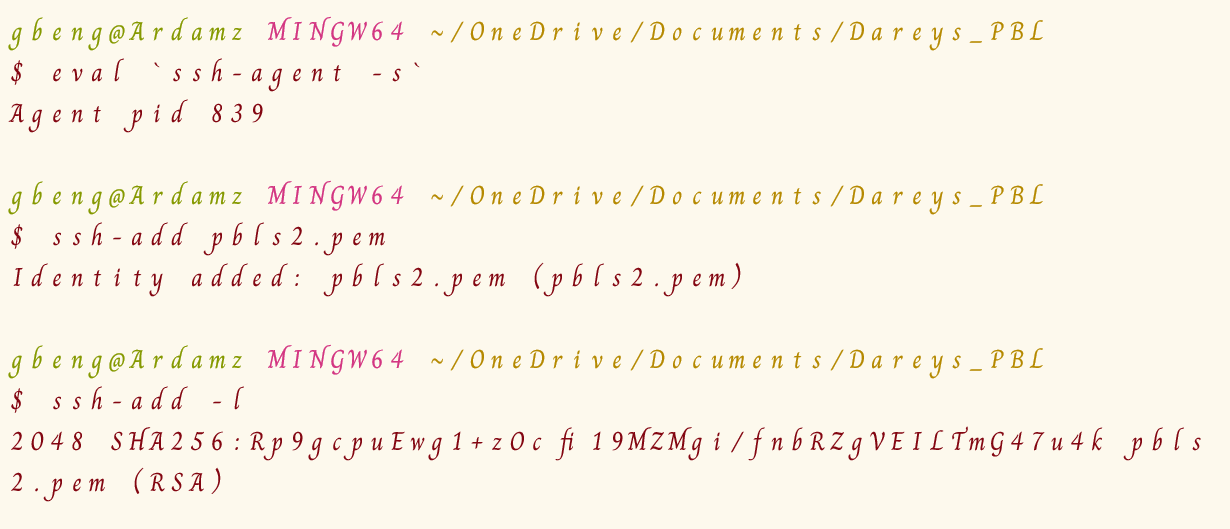 gbeng@Ardamz MINGW64 ~/OneDrive/Documents/Dareys_PBL
$ eval `ssh-agent -s`
Agent pid 839
gbeng@Ardamz MINGW64 ~/OneDrive/Documents/Dareys_PBL
$ ssh-add pbls2.pem
Identity added: pbls2.pem (pbls2.pem)
gbeng@Ardamz MINGW64 ~/OneDrive/Documents/Dareys_PBL
$ ssh-add -l
2048 SHA256:Rp9gcpuEwg1+zOcfi19MZMgi/fnbRZgVEILTmG47u4k pbls
2.pem (RSA)